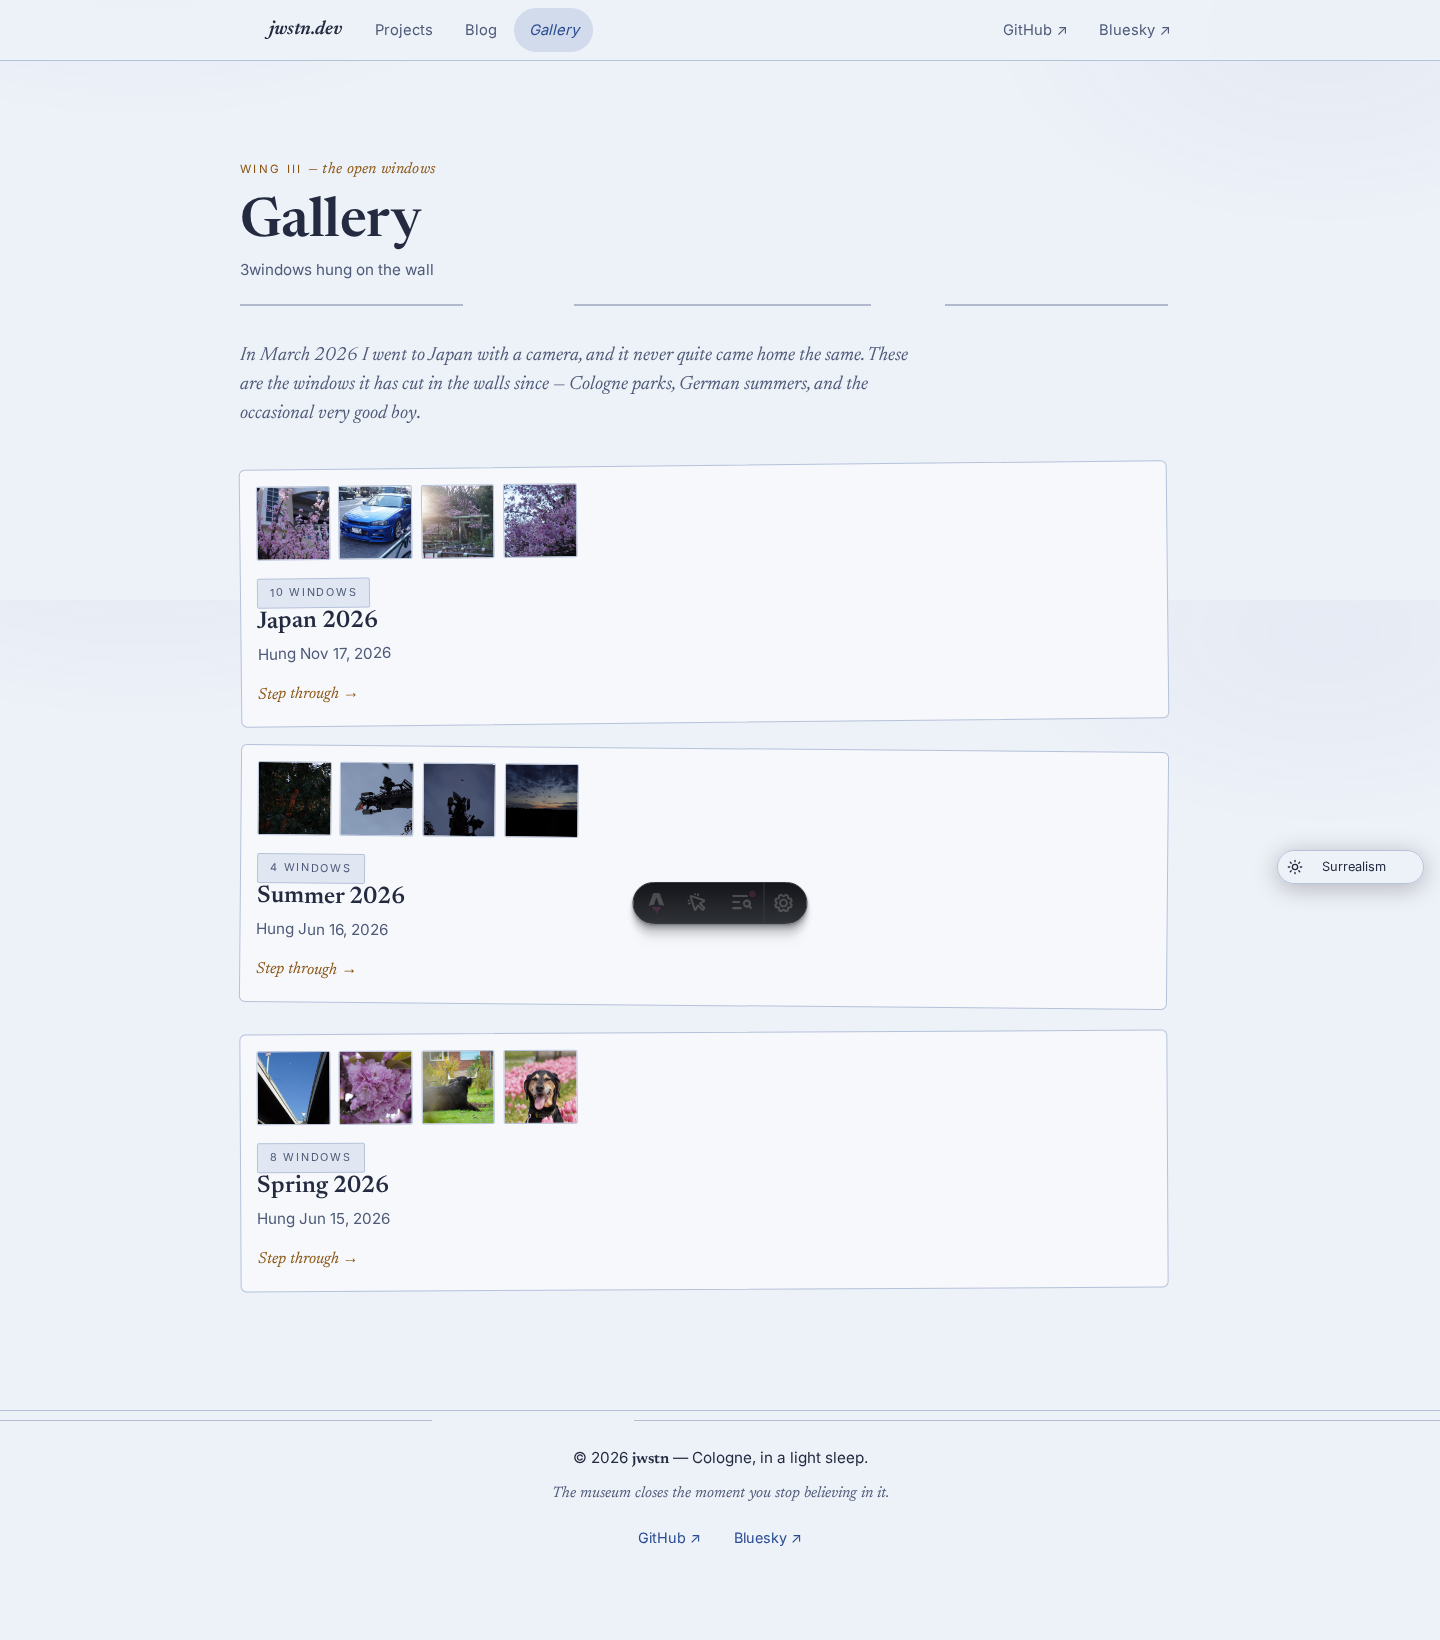 jwstn.dev Projects Blog Gallery GitHub ↗ Bluesky ↗
WING III – the open windows
Gallery
3windows hung on the wall
In March 2026 I went to Japan with a camera, and it never quite came home the same. These
are the windows it has cut in the walls since – Cologne parks, German summers, and the
occasional very good boy.
10 WINDOWS
Japan 2026
Hung Nov 17, 2026
Step through →
4 WINDOWS
Summer 2026
Hung Jun 16, 2026
Step through →
Surrealism
8 WINDOWS
Spring 2026
Hung Jun 15, 2026
Step through →
© 2026 jwstn — Cologne, in a light sleep.
The museum closes the moment you stop believing in it.
GitHub ↗ Bluesky ↗